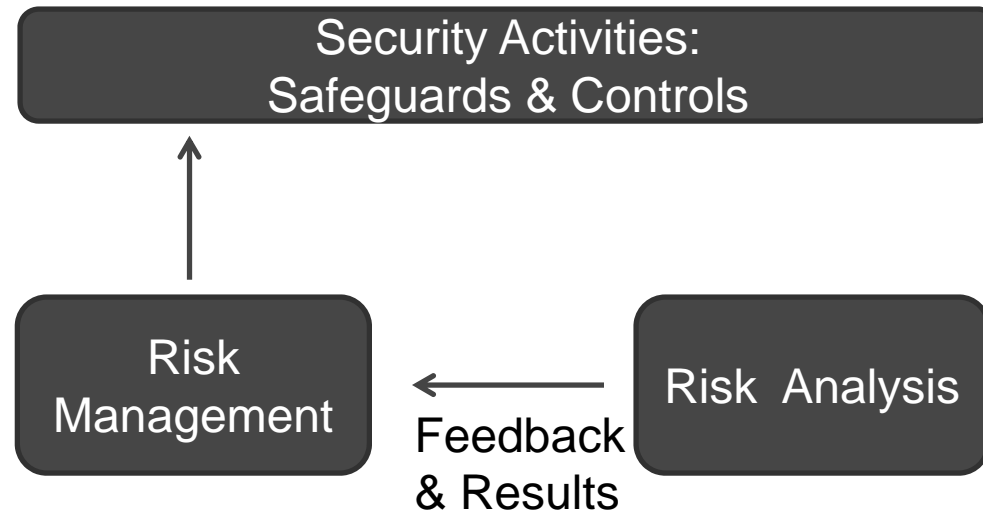 Security Activities:
Safeguards & Controls
Risk
Management
Feedback
& Results
Risk Analysis